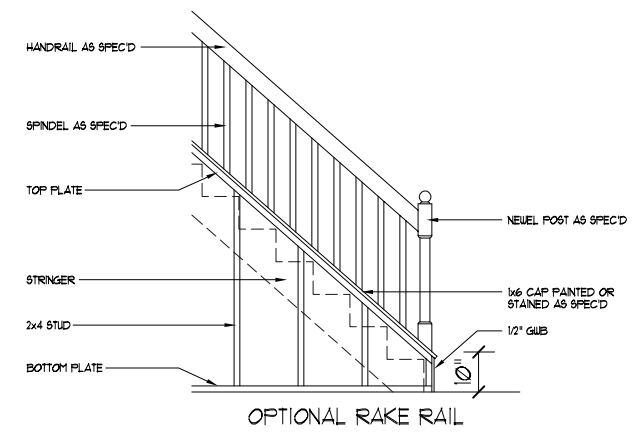 HANDRAIL AS SPEC'D
SPINDEL AS SPEC'D
TOP PLATE
NEWEL POST AS SPEC'D
STRINGER
1x6 CAP PAINTED OR
STAINED AS SPEC'D
2x4 STUD
1/2" GWB
BOTTOM PLATE
10"
OPTIONAL RAKE RAIL